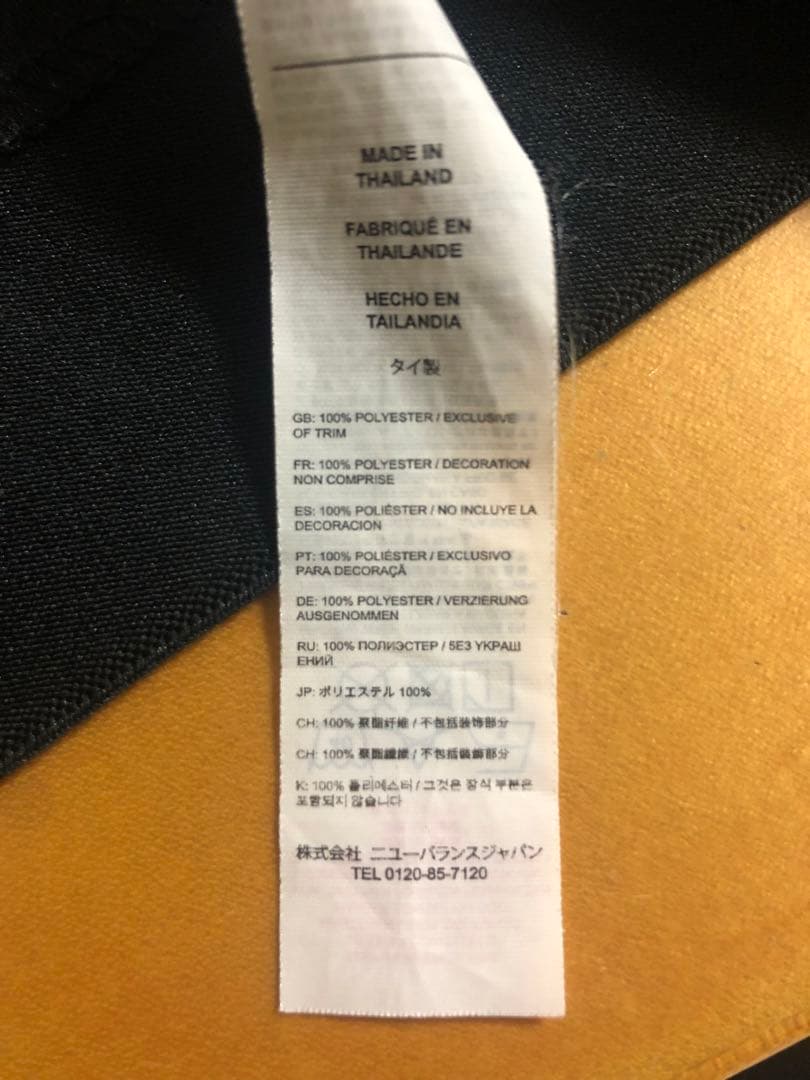 MADE IN
THAILAND
FABRIQUÉ EN
THAILANDE
HECHO EN
TAILANDIA
タイ製
GB: 100% POLYESTER / EXCLUSIVE
OF TRIM
FR: 100% POLYESTER / DECORATION
NON COMPRISE
ES: 100% POLIÉSTER / NO INCLUYE LA
DECORACION
PT: 100% POLIÉSTER / EXCLUSIVO
PARA DECORAÇÃ
DE: 100% POLYESTER / VERZIERUNG
AUSGENOMMEN
RU: 100% ПОЛИЭСТЕР / 5E3 УКРАШ
ЕНИЙ
JP: ポリエステル 100%
CH: 100% 聚酯纤维 / 不包括装饰部分
CH: 100% 聚酯纖維 / 不包括裝飾部分
K: 100% 폴리에스터 / 그것은 장식 부분은
포함되지 않습니다
株式会社 ニューバランスジャパン
TEL 0120-85-7120